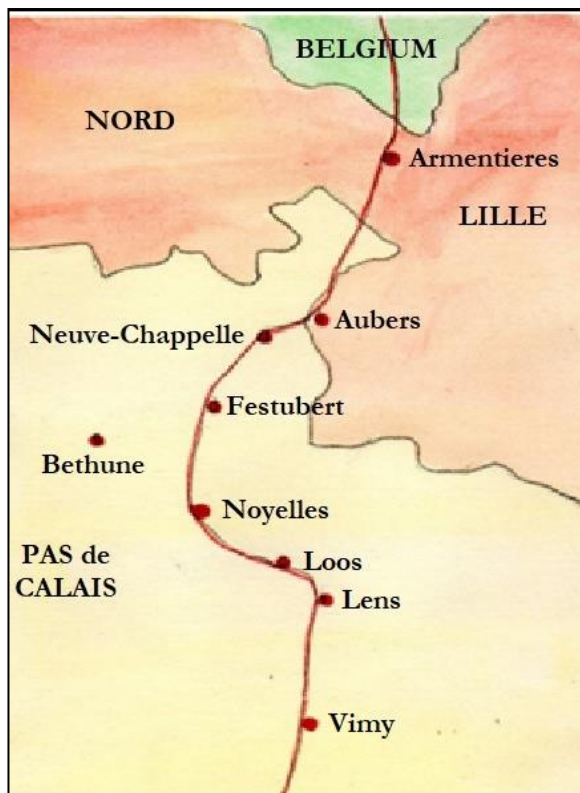 BELGIUM
NORD
Armentieres
LILLE
Aubers
Neuve-Chappelle
Festubert
Bethune
Noyelles
PAS de
CALAIS
Loos
Lens
Vimy